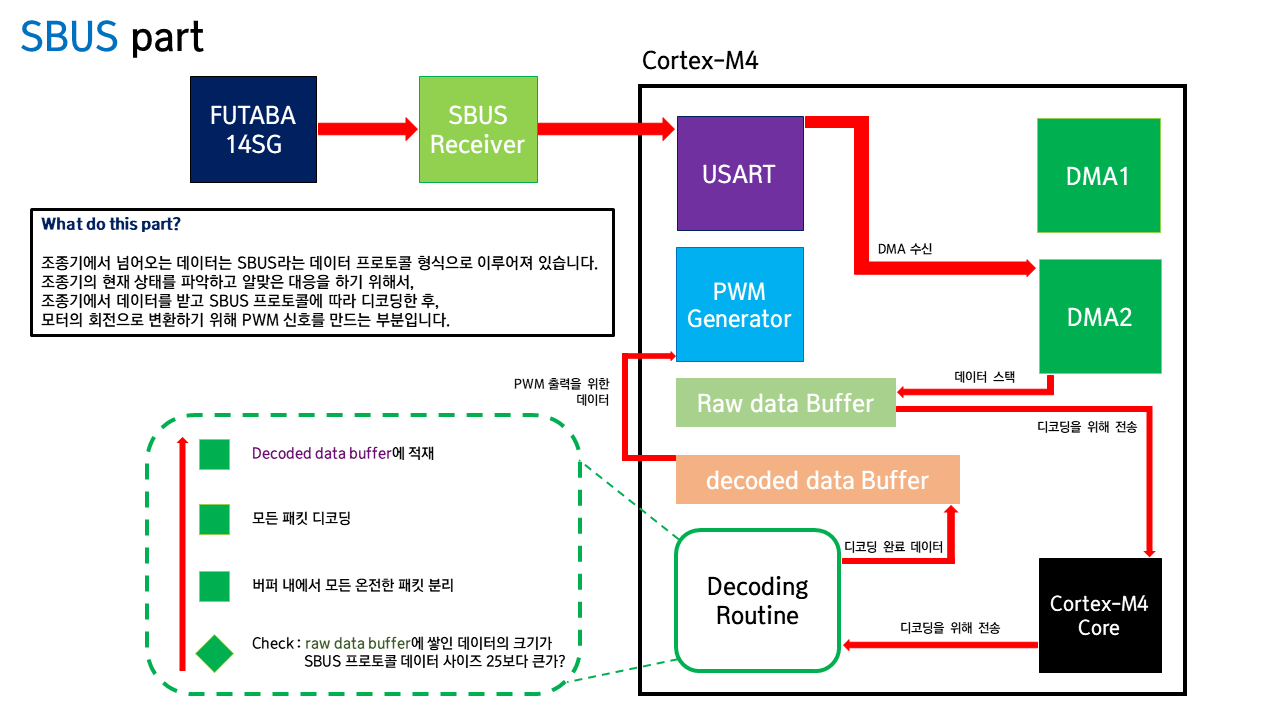 SBUS part
Cortex-M4
FUTABA
14SG
SBUS
Receiver
USART
DMA1
What do this part?
조종기에서 넘어오는 데이터는 SBUS라는 데이터 프로토콜 형식으로 이루어져 있습니다.
조종기의 현재 상태를 파악하고 알맞은 대응을 하기 위해서,
조종기에서 데이터를 받고 SBUS 프로토콜에 따라 디코딩한 후,
모터의 회전으로 변환하기 위해 PWM 신호를 만드는 부분입니다.
DMA 수신
PWM
Generator
DMA2
데이터 스택
PWM 출력을 위한
데이터
Raw data Buffer
디코딩을 위해 전송
decoded data Buffer
Decoded data buffer에 적재
모든 패킷 디코딩
버퍼 내에서 모든 온전한 패킷 분리
Check : raw data buffer에 쌓인 데이터의 크기가
SBUS 프로토콜 데이터 사이즈 25보다 큰가?
디코딩 완료 데이터
Decoding
Routine
디코딩을 위해 전송
Cortex-M4
Core